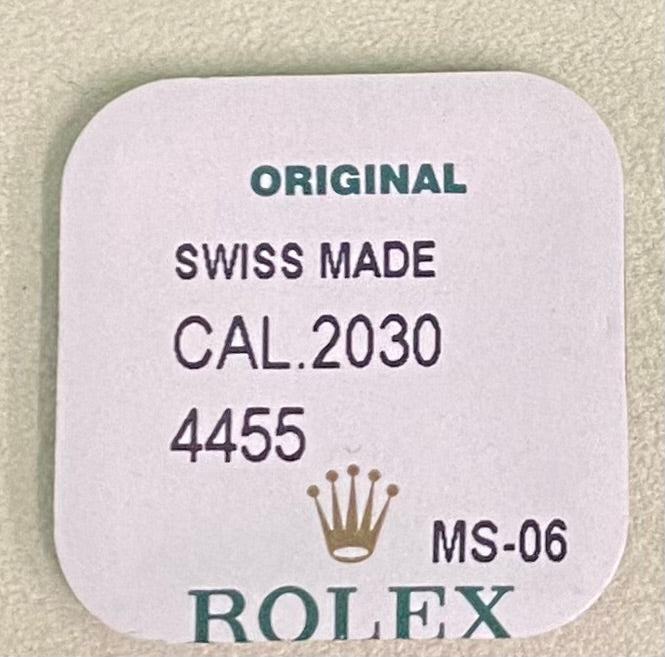 ORIGINAL
SWISS MADE
CAL.2030
4455
MS-06
ROLEX